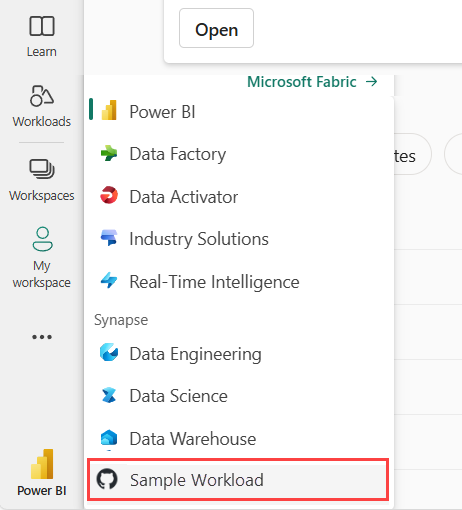 Learn
Workloads
Workspaces
My
workspace
Power BI
Open
Microsoft Fabric
Power BI
Data Factory
Data Activator
Industry Solutions
Real-Time Intelligence
Synapse
Data Engineering
Data Science
Data Warehouse
Sample Workload
tes